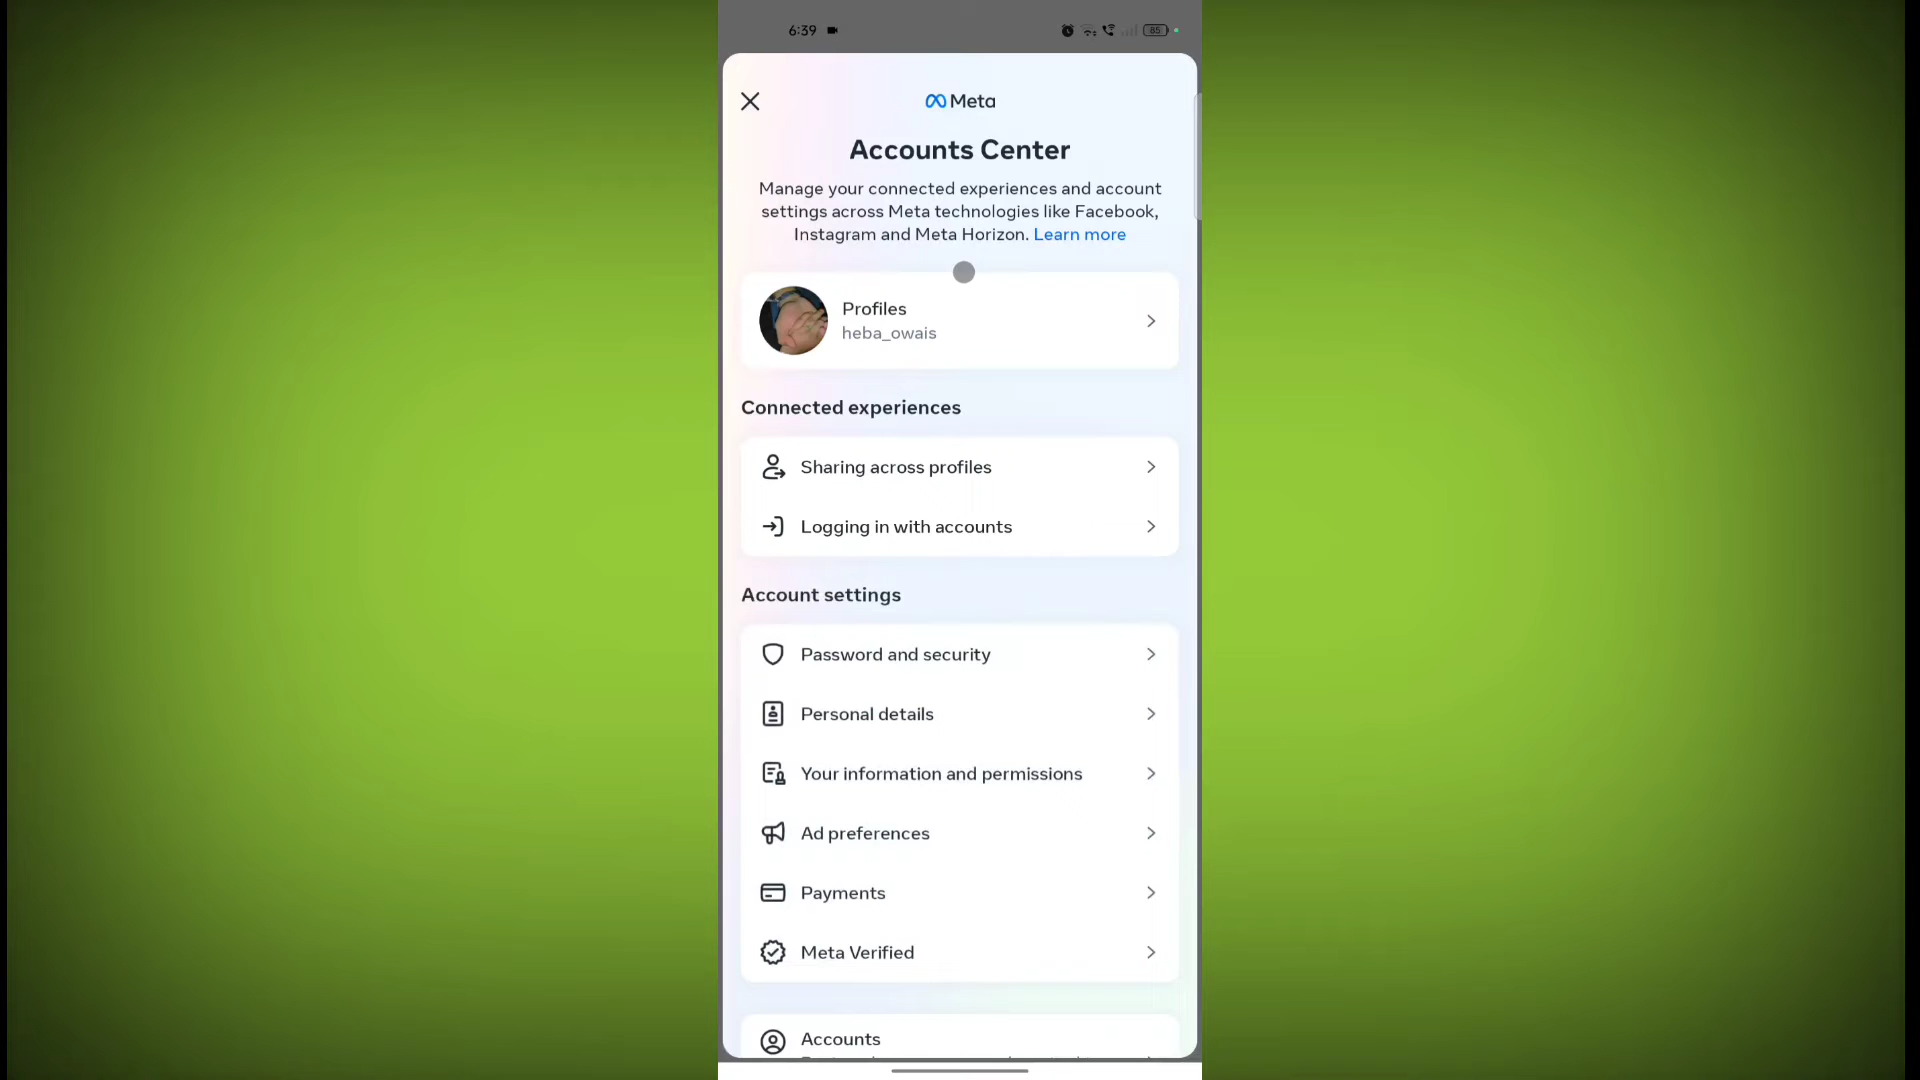 6:39
85
Meta
Accounts Center
Manage your connected experiences and account
settings across Meta technologies like Facebook,
Instagram and Meta Horizon. Learn more
Profiles
heba_owais
Connected experiences
Sharing across profiles
Logging in with accounts
Account settings
Password and security
Personal details
Your information and permissions
Ad preferences
Payments
Meta Verified
Accounts